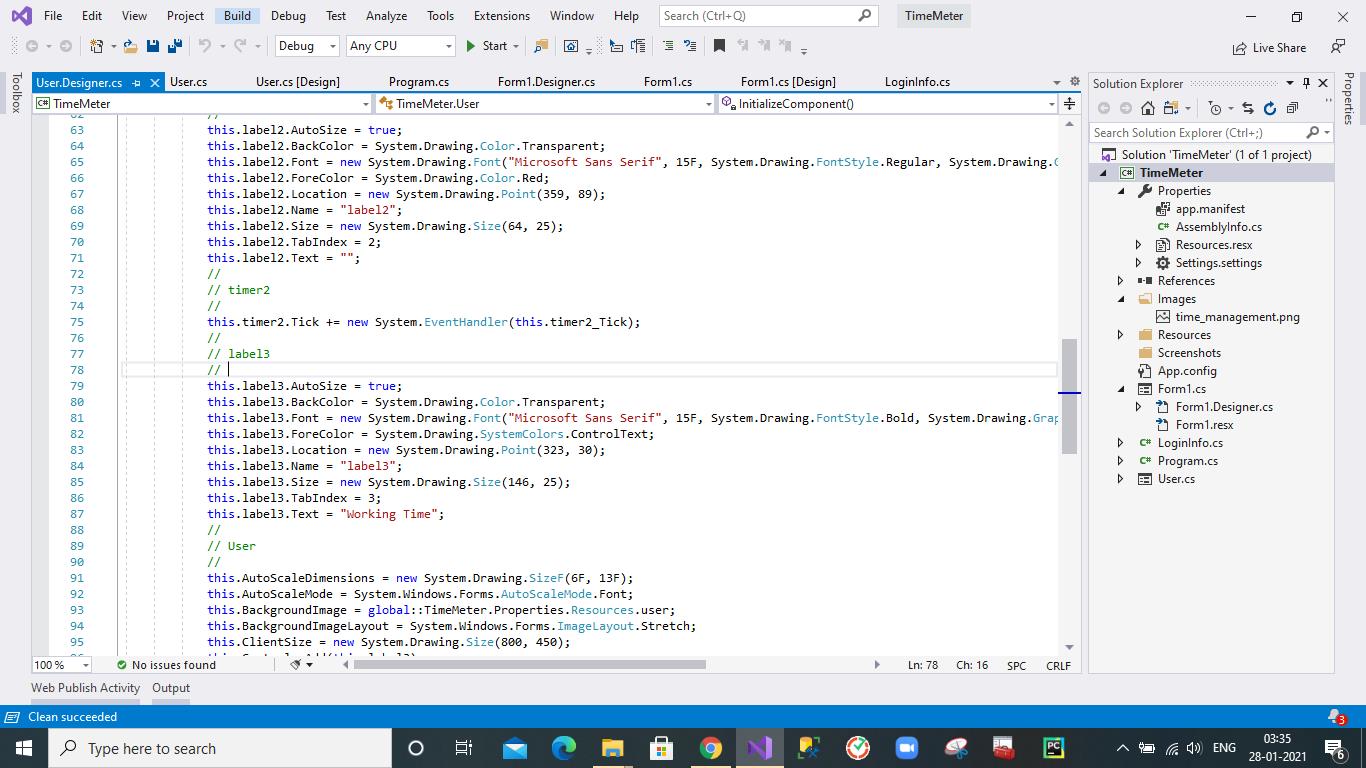 File Edit View Project Build Debug Test Analyze Tools Extensions Window Help Search (Ctrl+Q) TimeMeter
Debug Any CPU Start Live Share
Toolbox
User.Designer.cs User.cs User.cs [Design] Program.cs Form1.Designer.cs Form1.cs Form1.cs [Design] LoginInfo.cs
TimeMeter TimeMeter.User InitializeComponent()
63 this.label2.AutoSize = true;
64 this.label2.BackColor = System.Drawing.Color.Transparent;
65 this.label2.Font = new System.Drawing.Font("Microsoft Sans Serif", 15F, System.Drawing.FontStyle.Regular, System.Drawing.G
66 this.label2.ForeColor = System.Drawing.Color.Red;
67 this.label2.Location = new System.Drawing.Point(359, 89);
68 this.label2.Name = "label2";
69 this.label2.Size = new System.Drawing.Size(64, 25);
70 this.label2.TabIndex = 2;
71 this.label2.Text = "";
72 //
73 // timer2
74 //
75 this.timer2.Tick += new System.EventHandler(this.timer2_Tick);
76 //
77 // label3
78 //
79 this.label3.AutoSize = true;
80 this.label3.BackColor = System.Drawing.Color.Transparent;
81 this.label3.Font = new System.Drawing.Font("Microsoft Sans Serif", 15F, System.Drawing.FontStyle.Bold, System.Drawing.Grap
82 this.label3.ForeColor = System.Drawing.SystemColors.ControlText;
83 this.label3.Location = new System.Drawing.Point(323, 30);
84 this.label3.Name = "label3";
85 this.label3.Size = new System.Drawing.Size(146, 25);
86 this.label3.TabIndex = 3;
87 this.label3.Text = "Working Time";
88 //
89 // User
90 //
91 this.AutoScaleDimensions = new System.Drawing.SizeF(6F, 13F);
92 this.AutoScaleMode = System.Windows.Forms.AutoScaleMode.Font;
93 this.BackgroundImage = global::TimeMeter.Properties.Resources.user;
94 this.BackgroundImageLayout = System.Windows.Forms.ImageLayout.Stretch;
95 this.ClientSize = new System.Drawing.Size(800, 450);
100 % No issues found Ln: 78 Ch: 16 SPC CRLF
Solution Explorer
Search Solution Explorer (Ctrl+;)
Solution 'TimeMeter' (1 of 1 project)
C# TimeMeter
Properties
app.manifest
C# AssemblyInfo.cs
Resources.resx
Settings.settings
References
Images
time_management.png
Resources
Screenshots
App.config
Form1.cs
Form1.Designer.cs
Form1.resx
C# LoginInfo.cs
C# Program.cs
User.cs
Properties
Web Publish Activity Output
Clean succeeded 3
Type here to search PC ENG 03:35
28-01-2021 6